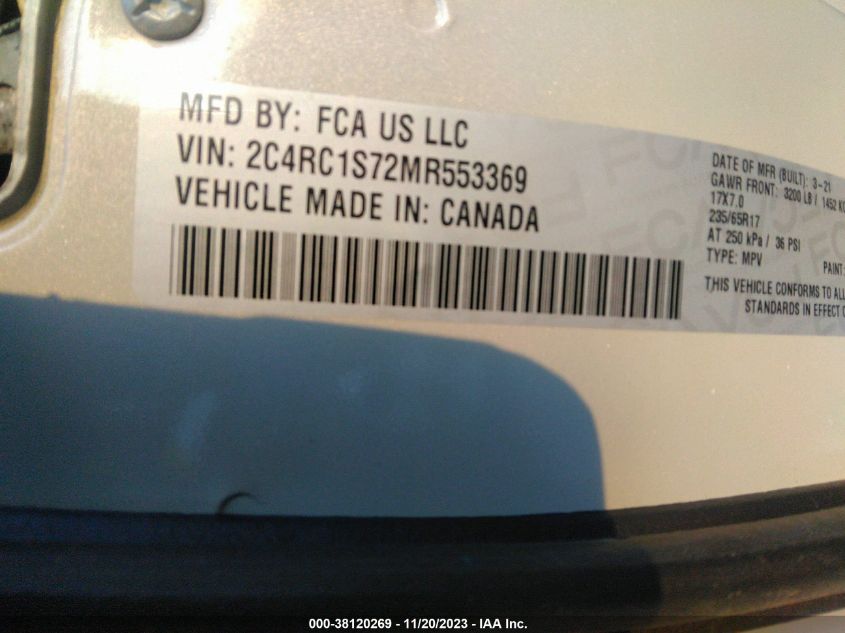 MFD BY: FCA US LLC
VIN: 2C4RC1S72MR553369
VEHICLE MADE IN: CANADA
DATE OF MFR (BUILT): 3-21
GAWR FRONT: 3200 LB / 1452 KG
17X7.0
235/65R17
AT 250 kPa / 36 PSI
TYPE: MPV
PAINT:
THIS VEHICLE CONFORMS TO ALL
STANDARDS IN EFFECT
000-38120269 - 11/20/2023 - IAA Inc.